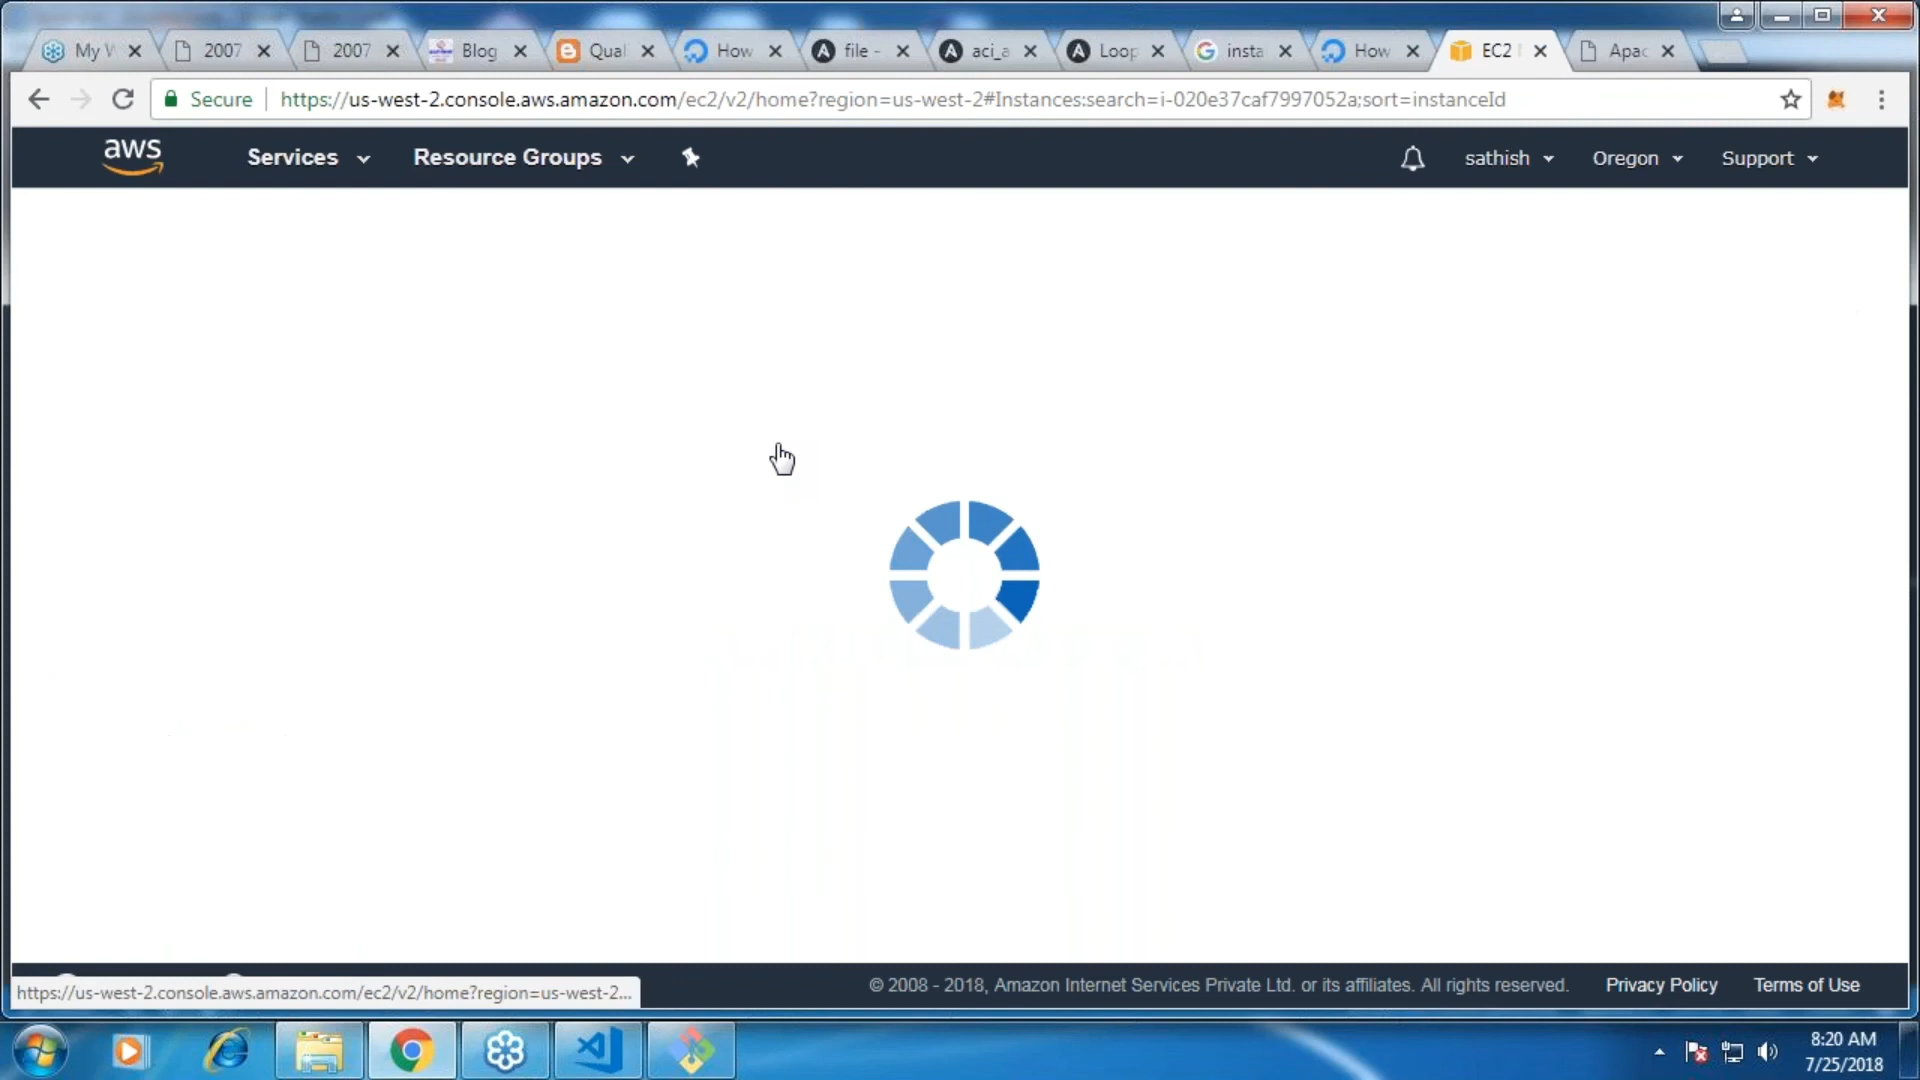 My W
2007
2007
Blog
Qual
How
file -
aci_a
Loop
insta
How
EC2
Apac
Secure
https://us-west-2.console.aws.amazon.com/ec2/v2/home?region=us-west-2#Instances:search=i-020e37caf7997052a;sort=instanceId
aws
Services
Resource Groups
sathish
Oregon
Support
https://us-west-2.console.aws.amazon.com/ec2/v2/home?region=us-west-2...
© 2008 - 2018, Amazon Internet Services Private Ltd. or its affiliates. All rights reserved.
Privacy Policy
Terms of Use
8:20 AM
7/25/2018